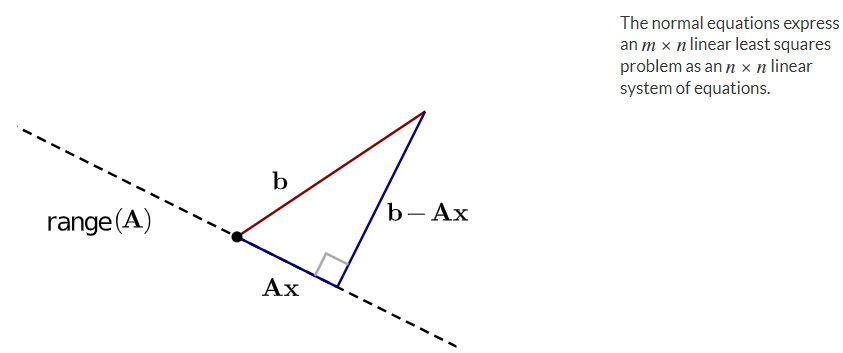 The normal equations express
an m × n linear least squares
problem as an n × n linear
system of equations.
b
b − Ax
range(A)
Ax